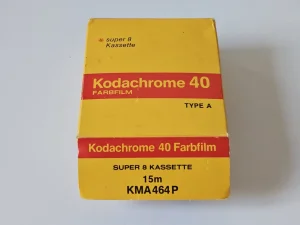 super 8
Kassette
Kodachrome 40
FARBFILM
TYPE A
Kodachrome 40 Farbfilm
SUPER 8 KASSETTE
15m
KMA464P